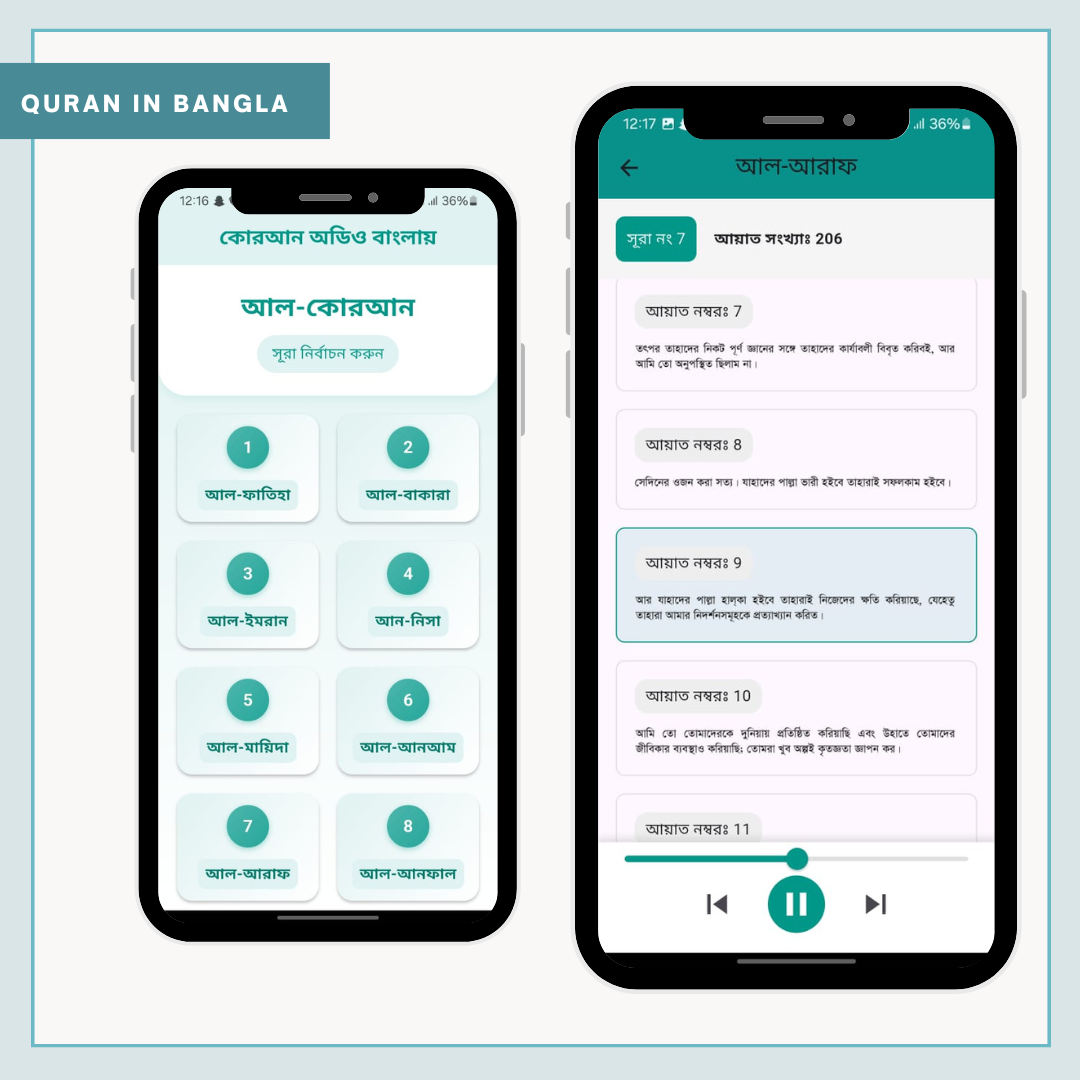 QURAN IN BANGLA
12:16
36%
কোরআন অডিও বাংলায়
আল-কোরআন
সূরা নির্বাচন করুন
1
2
আল-ফাতিহা
আল-বাকারা
3
4
আল-ইমরান
আন-নিসা
5
6
আল-মায়িদা
আল-আনআম
7
8
আল-আরাফ
আল-আনফাল
12:17
36%
আল-আরাফ
সূরা নং 7
আয়াত সংখ্যাঃ 206
আয়াত নম্বরঃ 7
তৎপর তাহাদের নিকট পূর্ণ জ্ঞানের সঙ্গে তাহাদের কার্যাবলী বিবৃত করিবই, আর
আমি তো অনুপস্থিত ছিলাম না।
আয়াত নম্বরঃ 8
সেদিনের ওজন করা সত্য। যাহাদের পাল্লা ভারী হইবে তাহারাই সফলকাম হইবে।
আয়াত নম্বরঃ 9
আর যাহাদের পাল্লা হাল্‌কা হইবে তাহারাই নিজেদের ক্ষতি করিয়াছে, যেহেতু
তাহারা আমার নিদর্শনসমূহকে প্রত্যাখ্যান করিত।
আয়াত নম্বরঃ 10
আমি তো তোমাদেরকে দুনিয়ায় প্রতিষ্ঠিত করিয়াছি এবং উহাতে তোমাদের
জীবিকার ব্যবস্থাও করিয়াছি; তোমরা খুব অল্পই কৃতজ্ঞতা জ্ঞাপন কর।
আয়াত নম্বরঃ 11